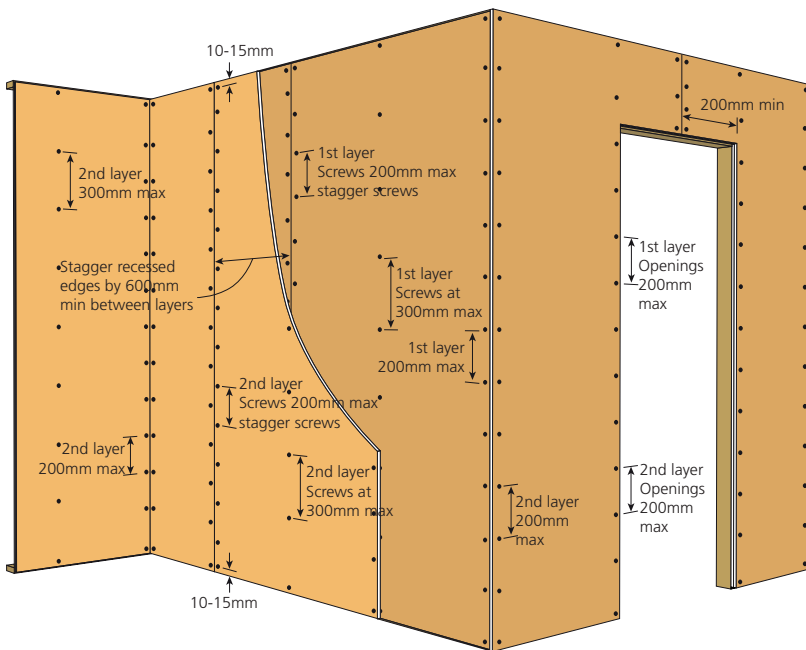 10-15mm
200mm min
1st layer
Screws 200mm max
stagger screws
2nd layer
300mm max
1st layer
Openings
200mm
max
Stagger recessed
edges by 600mm
min between layers
1st layer
Screws at
300mm max
1st layer
200mm max
2nd layer
Screws 200mm max
stagger screws
2nd layer
200mm max
2nd layer
Screws at
300mm max
2nd layer
200mm
max
2nd layer
Openings
200mm
max
10-15mm